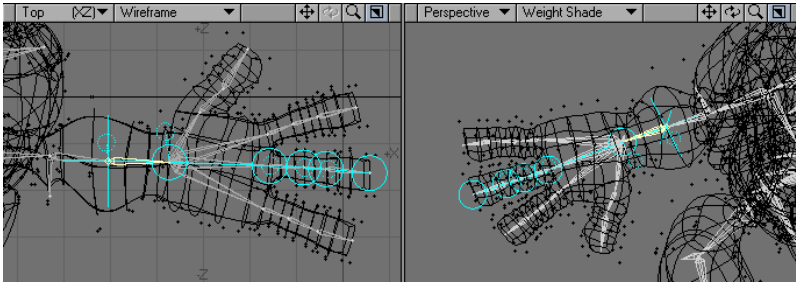 Top (XZ) Wireframe
Perspective Weight Shade
+Z
+X
-Z